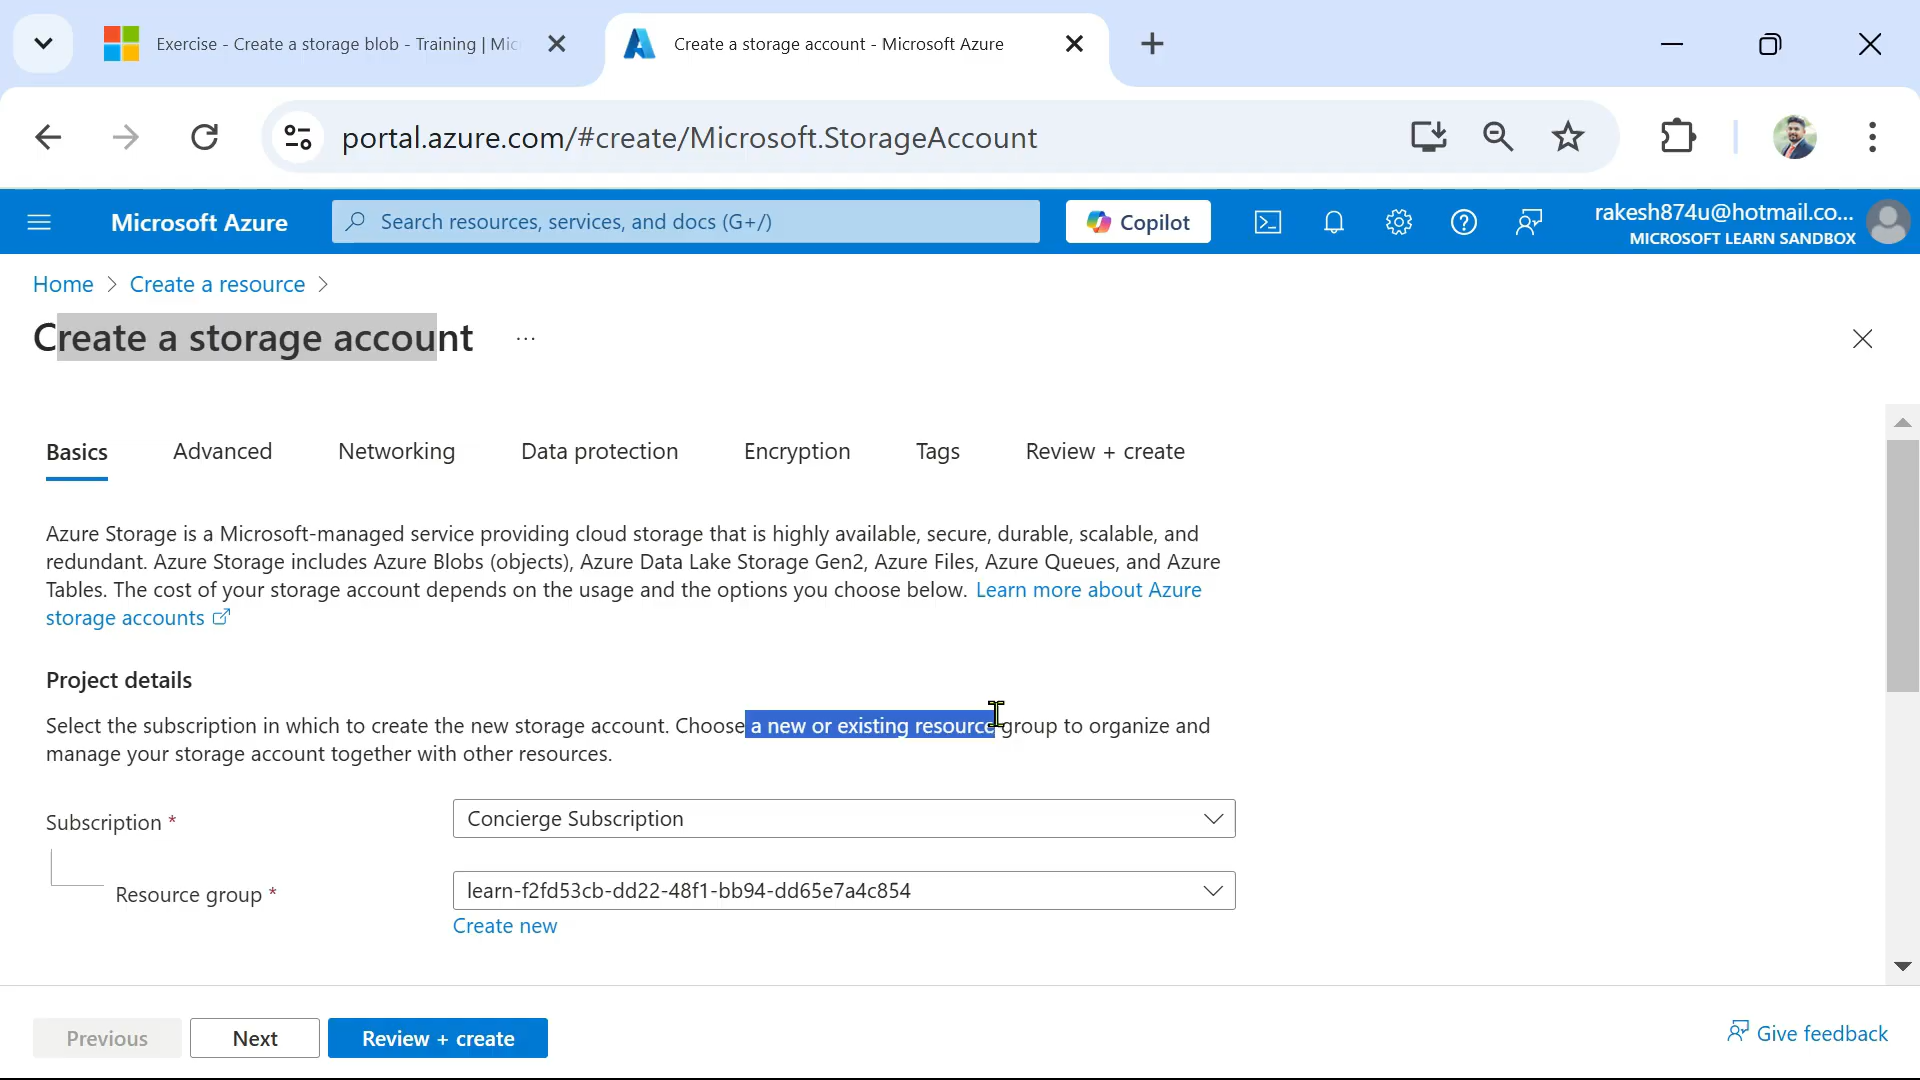 Exercise - Create a storage blob - Training | Mic
Create a storage account - Microsoft Azure
portal.azure.com/#create/Microsoft.StorageAccount
Microsoft Azure
Search resources, services, and docs (G+/)
Copilot
rakesh874u@hotmail.co...
MICROSOFT LEARN SANDBOX
Home > Create a resource >
Create a storage account ...
Basics Advanced Networking Data protection Encryption Tags Review + create
Azure Storage is a Microsoft-managed service providing cloud storage that is highly available, secure, durable, scalable, and
redundant. Azure Storage includes Azure Blobs (objects), Azure Data Lake Storage Gen2, Azure Files, Azure Queues, and Azure
Tables. The cost of your storage account depends on the usage and the options you choose below. Learn more about Azure
storage accounts
Project details
Select the subscription in which to create the new storage account. Choose a new or existing resource group to organize and
manage your storage account together with other resources.
Subscription *
Concierge Subscription
Resource group *
learn-f2fd53cb-dd22-48f1-bb94-dd65e7a4c854
Create new
Previous
Next
Review + create
Give feedback